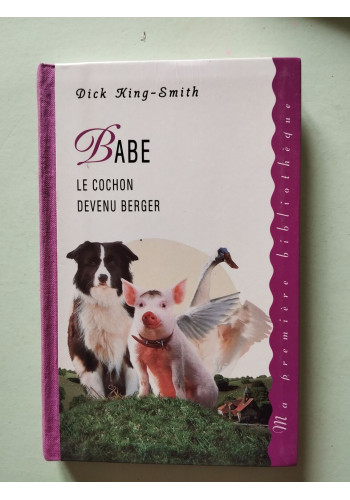 Dick King-Smith
BABE
LE COCHON
DEVENU BERGER
Ma première bibliothèque